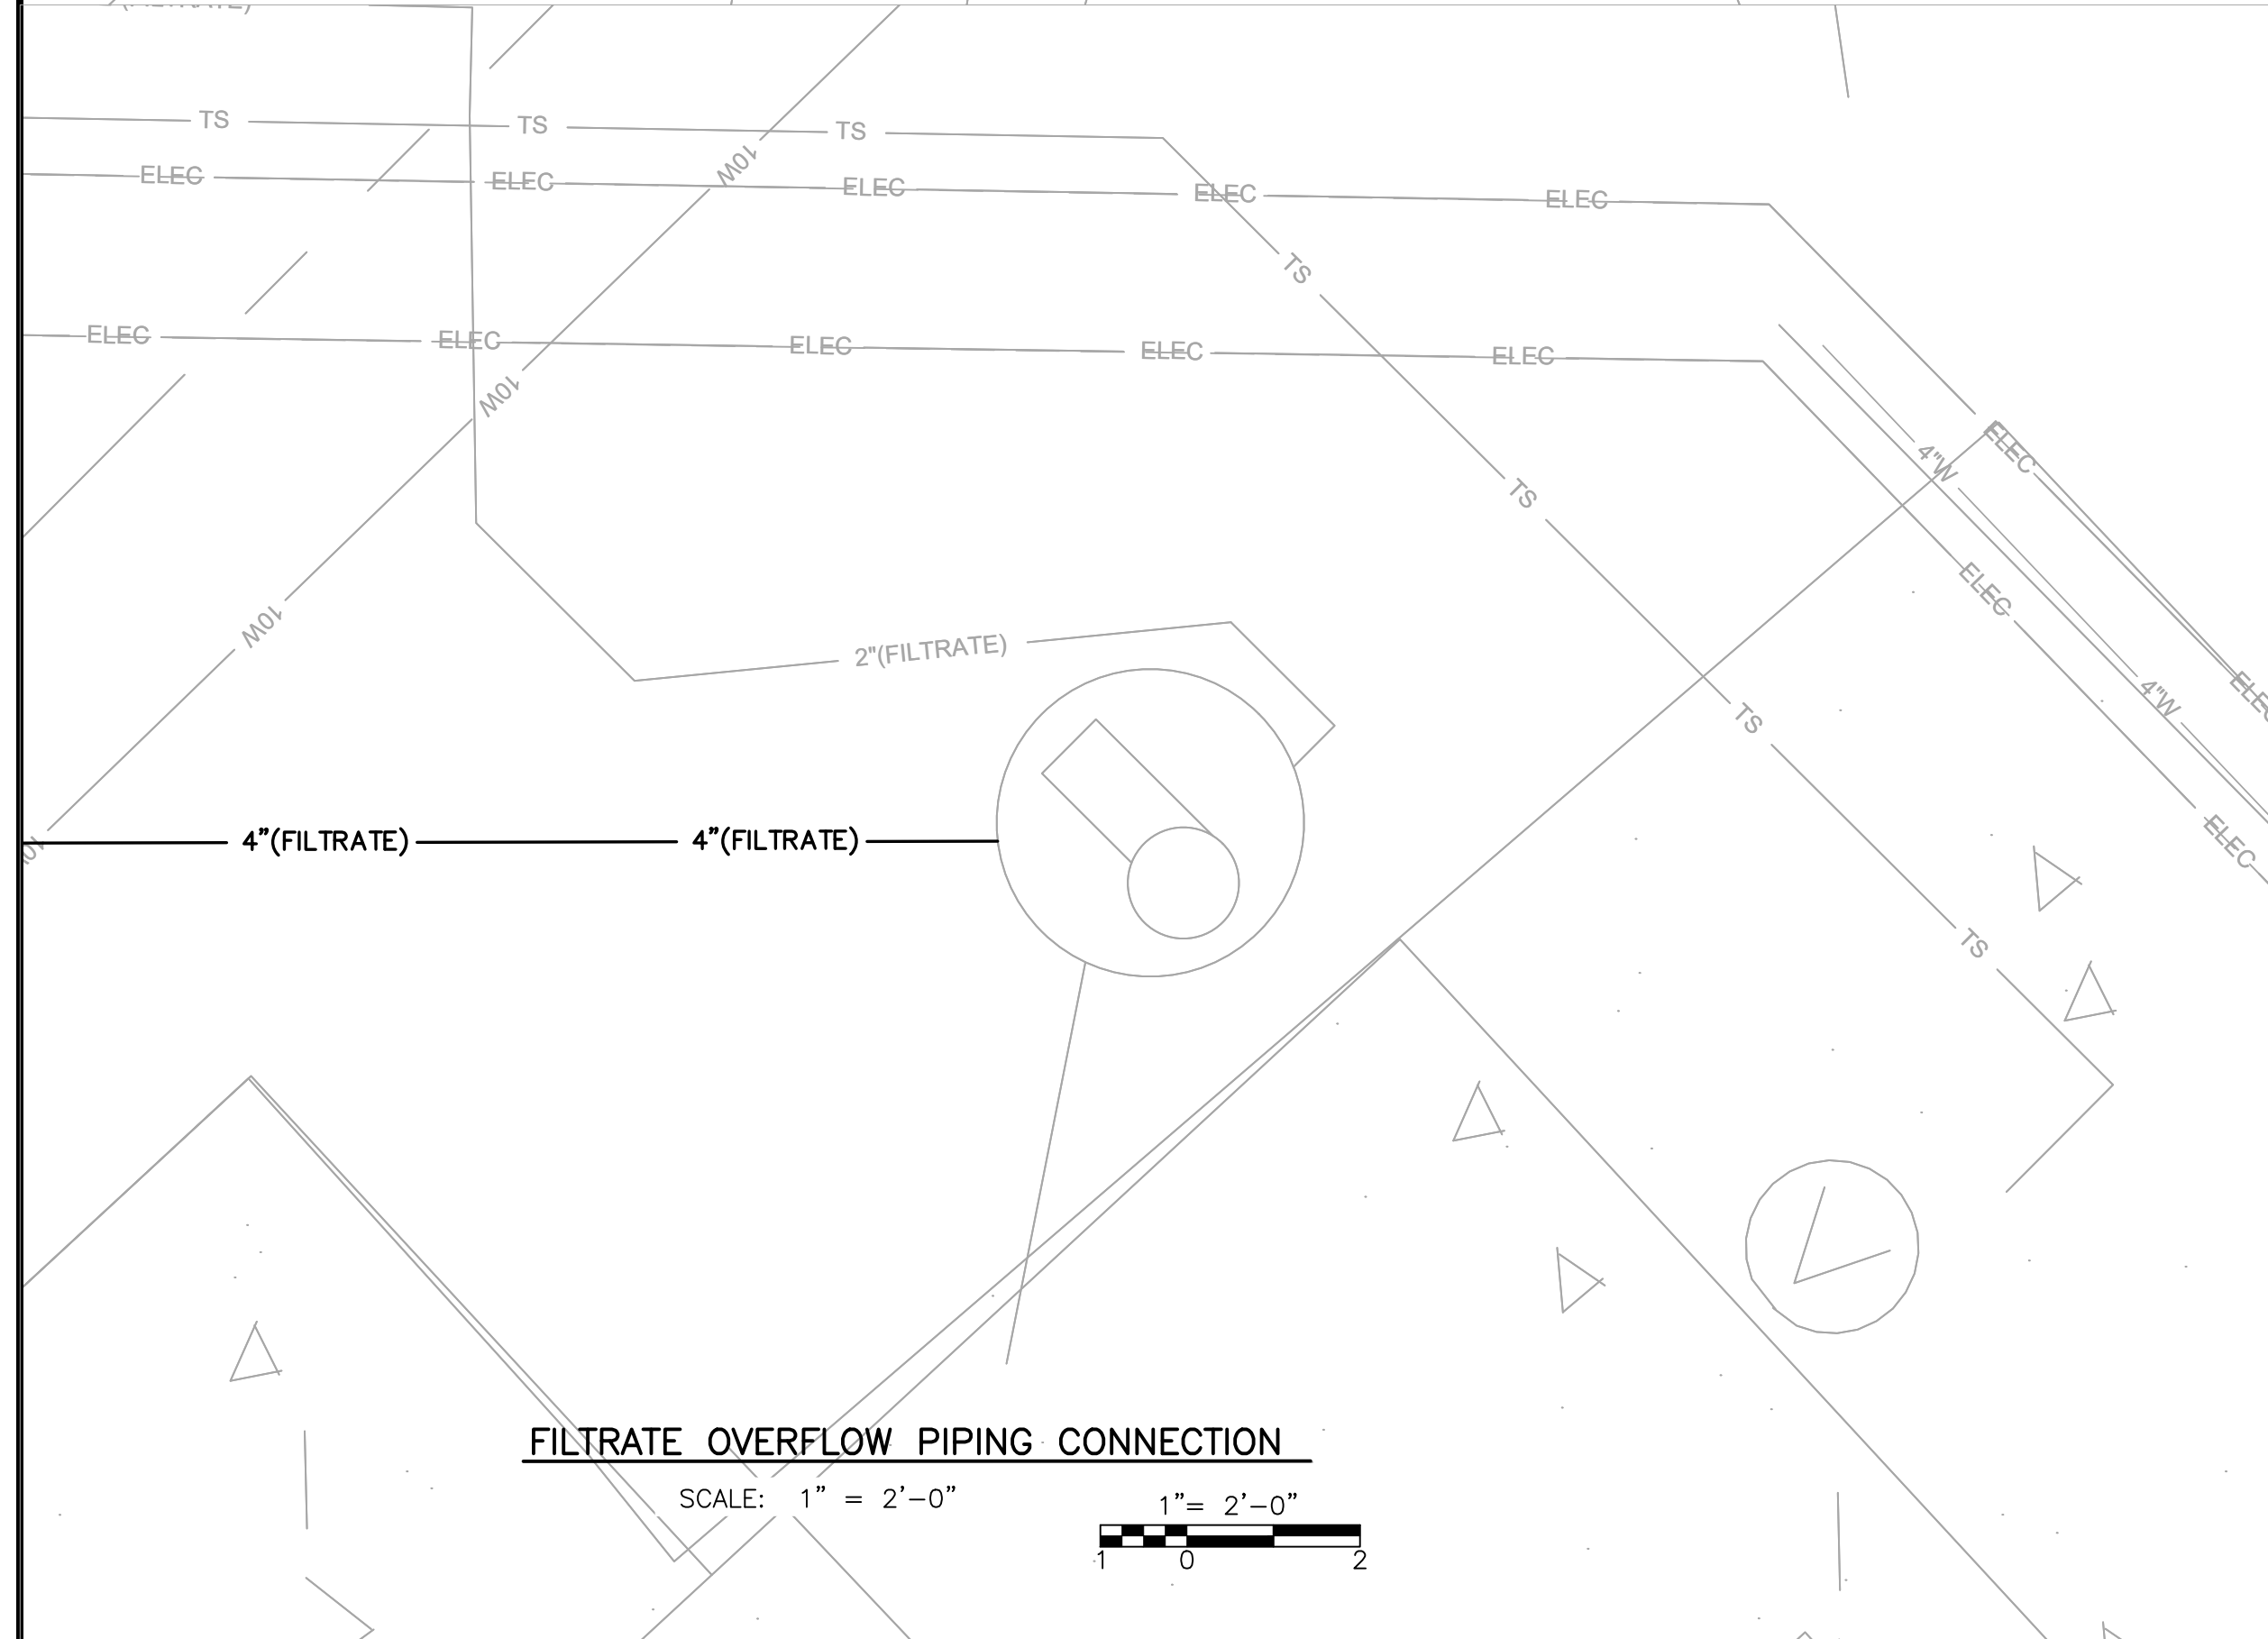 (FILTRATE)
TS
TS
TS
10W
ELEC
ELEC
ELEC
ELEC
ELEC
TS
ELEC
ELEC
ELEC
ELEC
ELEC
10W
ELEC
4"W
TS
ELEC
10W
2"(FILTRATE)
4"W
ELEC
TS
4"(FILTRATE)
4"(FILTRATE)
ELEC
TS
FILTRATE OVERFLOW PIPING CONNECTION
SCALE: 1" = 2'-0"
1"= 2'-0"
1 0 2